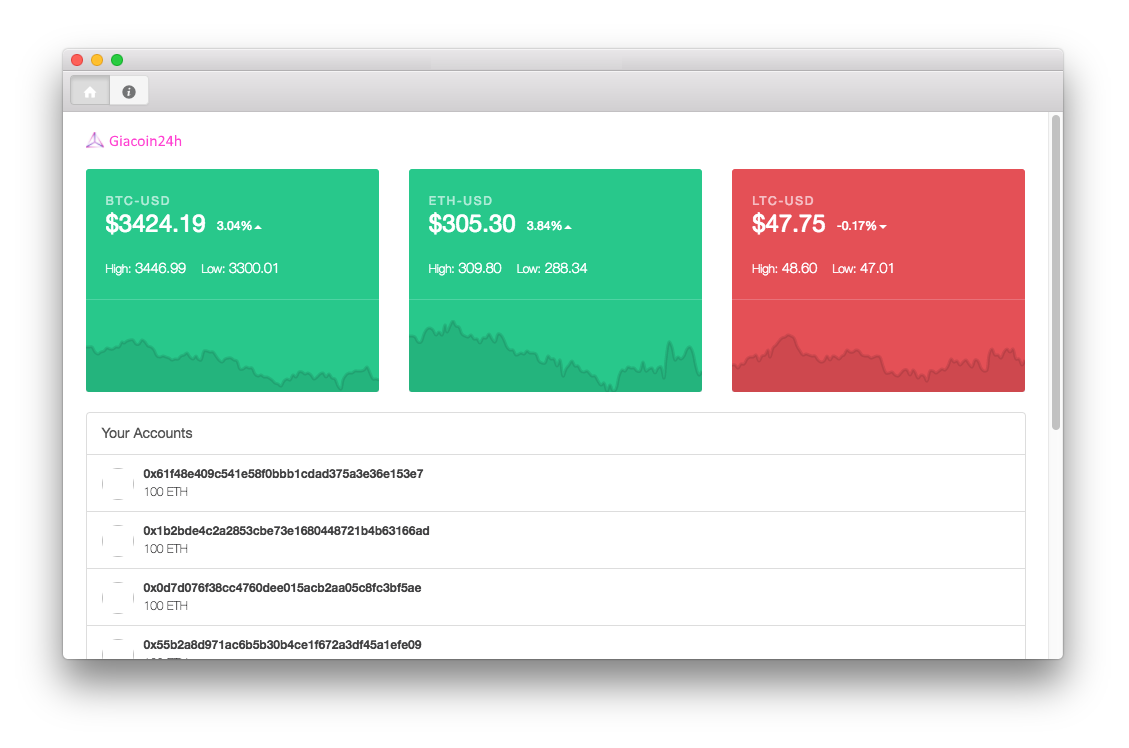 Giacoin24h
BTC-USD
$3424.19 3.04%
High: 3446.99 Low: 3300.01
ETH-USD
$305.30 3.84%
High: 309.80 Low: 288.34
LTC-USD
$47.75 -0.17%
High: 48.60 Low: 47.01
Your Accounts
0x61f48e409c541e58f0bbb1cdad375a3e36e153e7
100 ETH
0x1b2bde4c2a2853cbe73e1680448721b4b63166ad
100 ETH
0x0d7d076f38cc4760dee015acb2aa05c8fc3bf5ae
100 ETH
0x55b2a8d971ac6b5b30b4ce1f672a3df45a1efe09